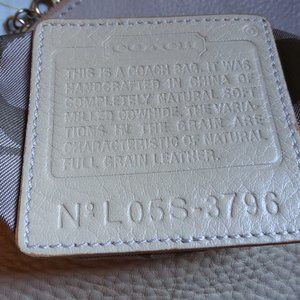 COACH
THIS IS A COACH BAG. IT WAS
HANDCRAFTED IN CHINA OF
COMPLETELY NATURAL SOFT
MILLED COWHIDE. THE VARIA-
TIONS IN THE GRAIN ARE
CHARACTERISTIC OF NATURAL
FULL GRAIN LEATHER.
Nº L06S-3796